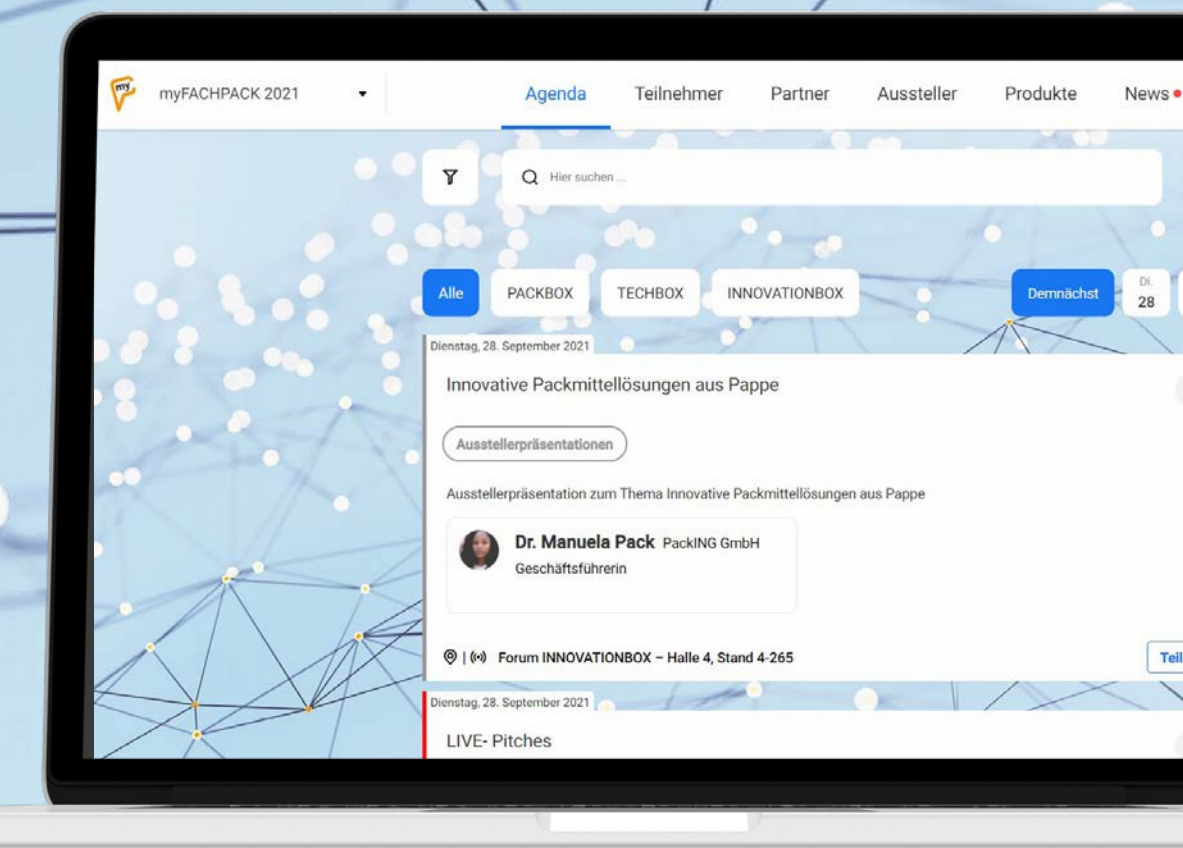 my
myFACHPACK 2021
Agenda Teilnehmer Partner Aussteller Produkte News
Hier suchen ...
Alle PACKBOX TECHBOX INNOVATIONBOX Demnächst Di. 28
Dienstag, 28. September 2021
Innovative Packmittellösungen aus Pappe
Ausstellerpräsentationen
Ausstellerpräsentation zum Thema Innovative Packmittellösungen aus Pappe
Dr. Manuela Pack PackING GmbH
Geschäftsführerin
| Forum INNOVATIONBOX – Halle 4, Stand 4-265
Teil
Dienstag, 28. September 2021
LIVE- Pitches